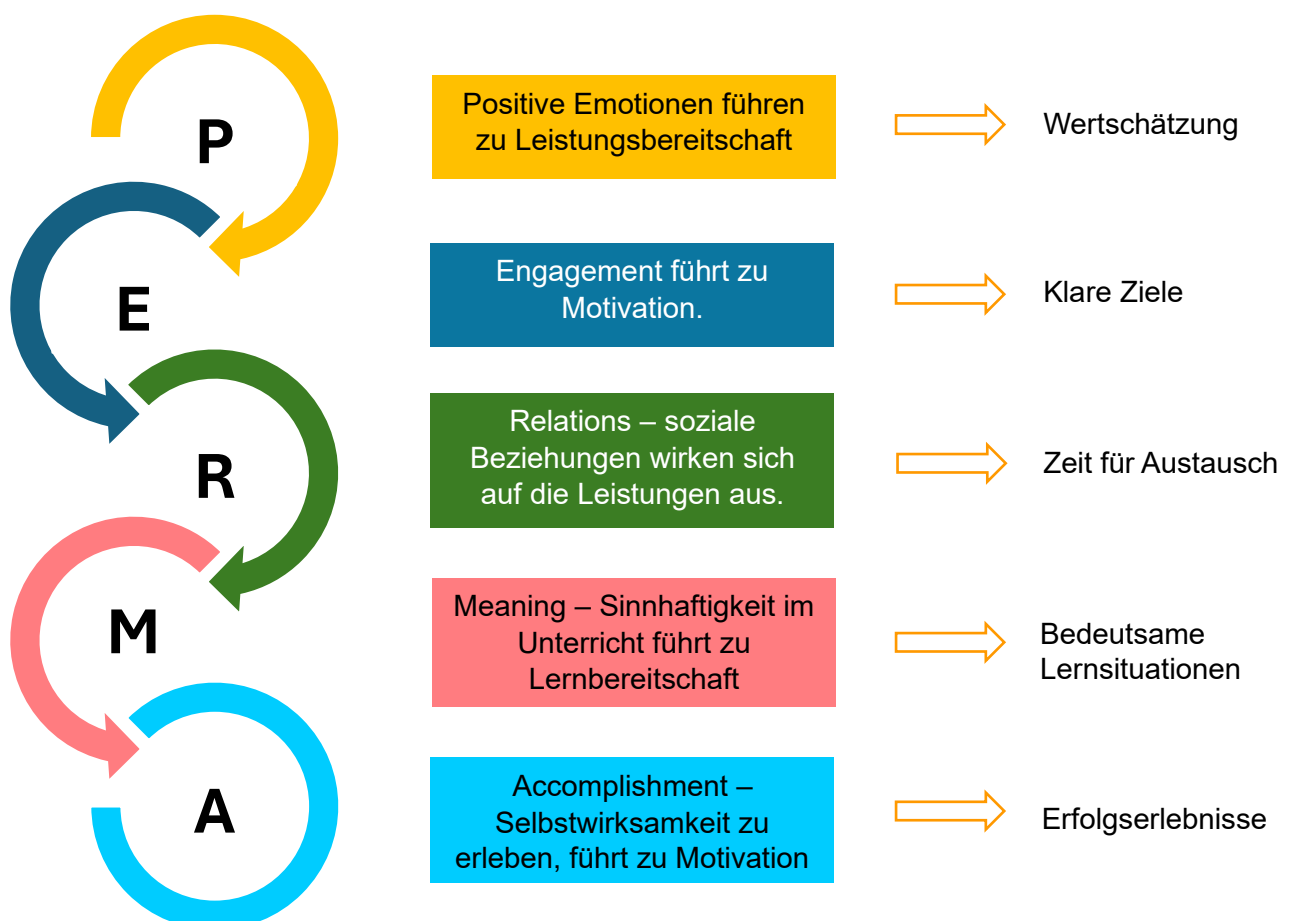 P
Positive Emotionen führen
zu Leistungsbereitschaft
Wertschätzung
E
Engagement führt zu
Motivation.
Klare Ziele
R
Relations – soziale
Beziehungen wirken sich
auf die Leistungen aus.
Zeit für Austausch
M
Meaning – Sinnhaftigkeit im
Unterricht führt zu
Lernbereitschaft
Bedeutsame
Lernsituationen
A
Accomplishment –
Selbstwirksamkeit zu
erleben, führt zu Motivation
Erfolgserlebnisse